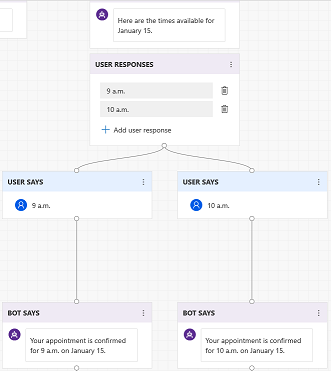 Here are the times available for
January 15.
USER RESPONSES
9 a.m.
10 a.m.
Add user response
USER SAYS
9 a.m.
USER SAYS
10 a.m.
BOT SAYS
Your appointment is confirmed
for 9 a.m. on January 15.
BOT SAYS
Your appointment is confirmed
for 10 a.m. on January 15.